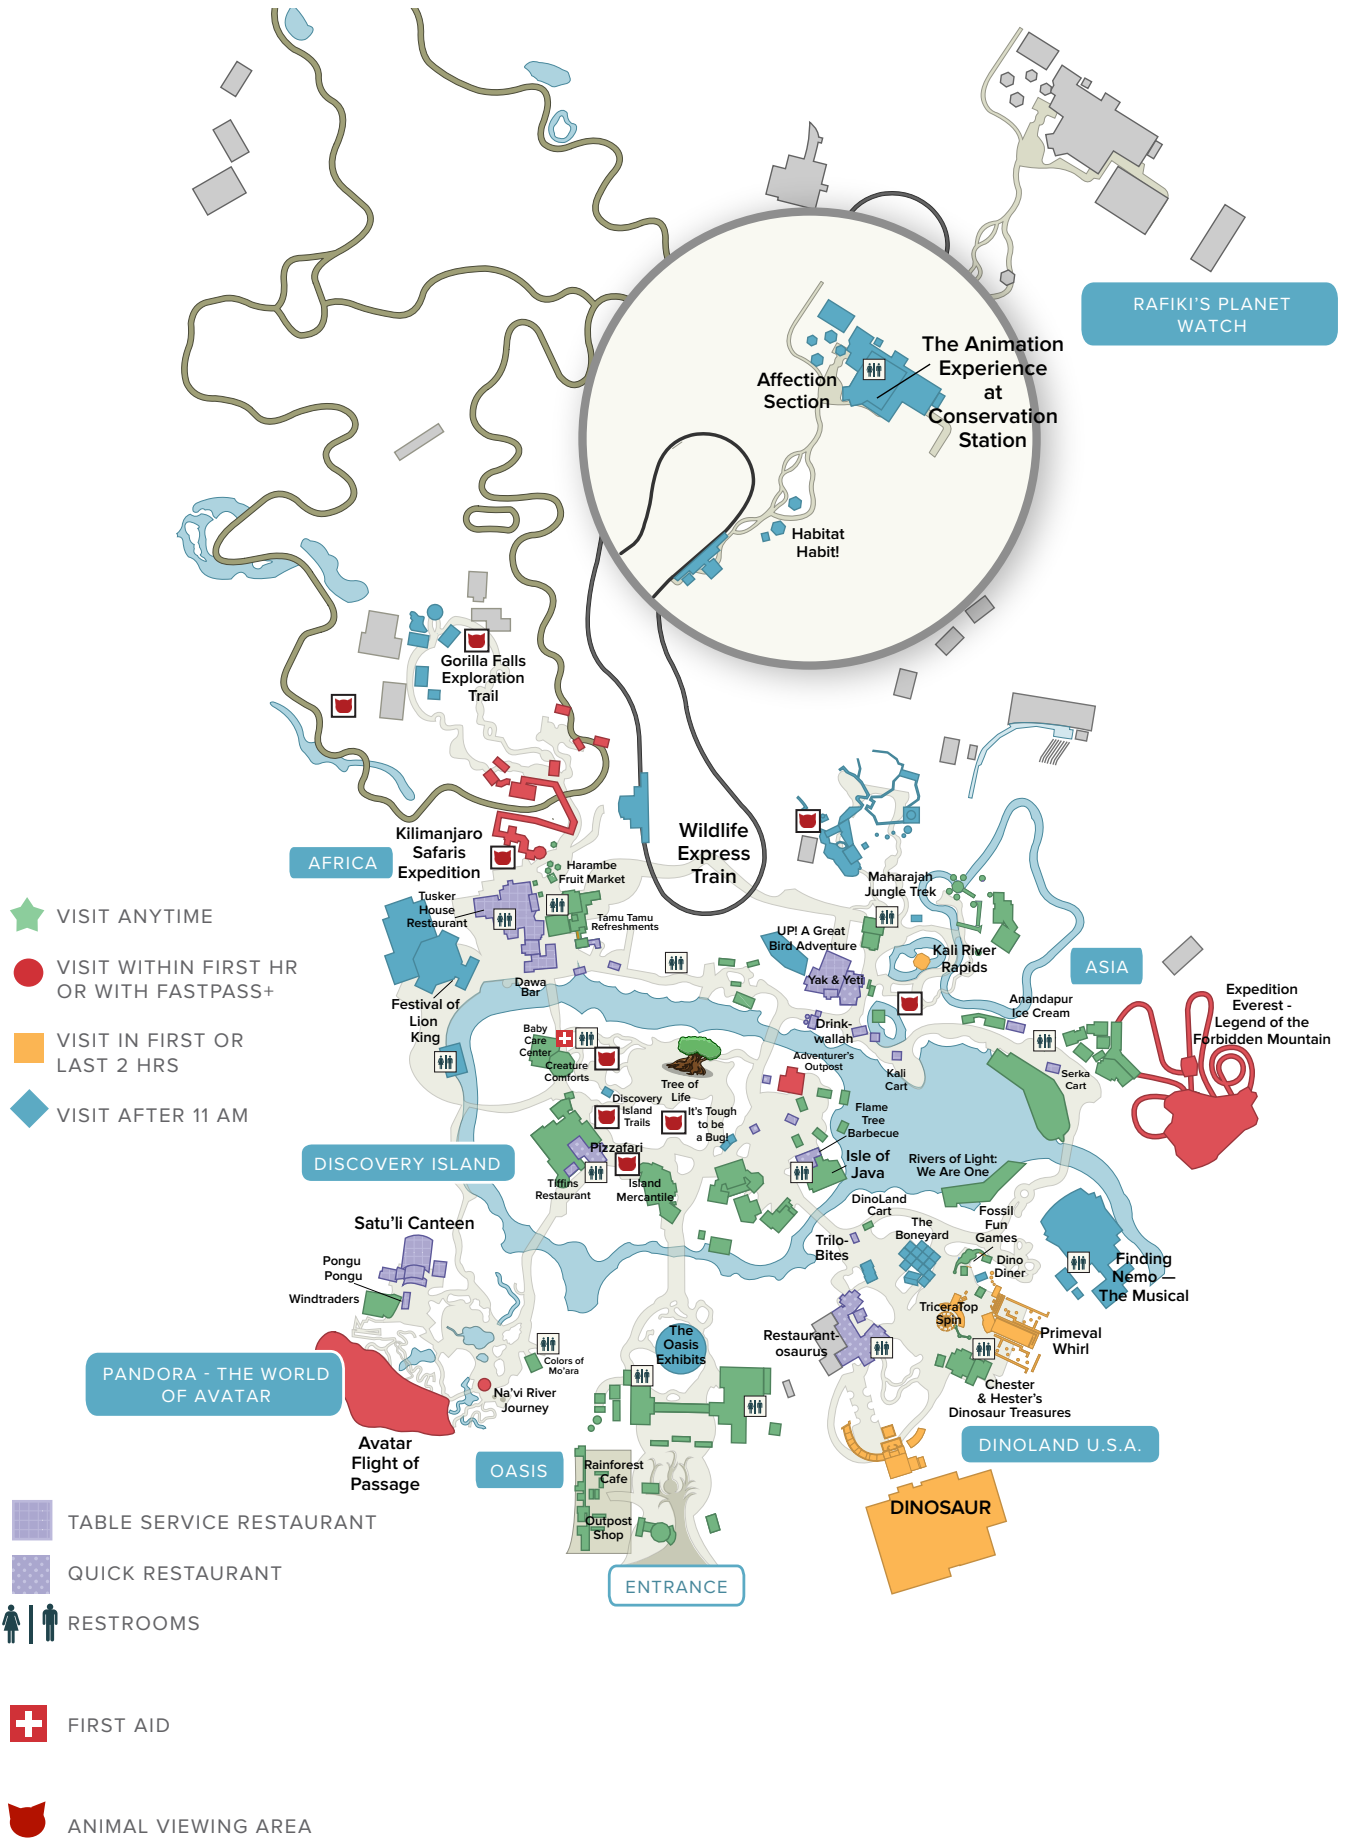 RAFIKI'S PLANET
WATCH
The Animation
Experience
at
Conservation
Station
Affection
Section
Habitat
Habit!
Gorilla Falls
Exploration
Trail
Kilimanjaro
Safaris
Expedition
AFRICA
Wildlife
Express
Train
Harambe
Fruit Market
Tusker
House
Restaurant
Tamu Tamu
Refreshments
Maharajah
Jungle Trek
UP! A Great
Bird Adventure
Kali River
Rapids
ASIA
Yak & Yeti
Dawa
Bar
Festival of
Lion
King
Anandapur
Ice Cream
Expedition
Everest -
Legend of the
Forbidden Mountain
VISIT ANYTIME
VISIT WITHIN FIRST HR
OR WITH FASTPASS+
VISIT IN FIRST OR
LAST 2 HRS
VISIT AFTER 11 AM
Baby
Care
Center
Creature
Comforts
Drink-
wallah
Adventurer's
Outpost
Kali
Cart
Serka
Cart
Tree of
Life
Discovery
Island
Trails
It's Tough
to be
a Bug!
Flame
Tree
Barbecue
DISCOVERY ISLAND
Pizzafari
Isle of
Java
Rivers of Light:
We Are One
Tiffins
Restaurant
Island
Mercantile
DinoLand
Cart
Satu'li Canteen
The
Boneyard
Fossil
Fun
Games
Trilo-
Bites
Pongu
Pongu
Windtraders
Dino
Diner
Finding
Nemo —
The Musical
TriceraTop
Spin
Primeval
Whirl
Restaurant-
osaurus
The
Oasis
Exhibits
Colors of
Mo'ara
PANDORA - THE WORLD
OF AVATAR
Na'vi River
Journey
Chester
& Hester's
Dinosaur Treasures
Avatar
Flight of
Passage
DINOLAND U.S.A.
OASIS
Rainforest
Cafe
Outpost
Shop
DINOSAUR
ENTRANCE
TABLE SERVICE RESTAURANT
QUICK RESTAURANT
RESTROOMS
FIRST AID
ANIMAL VIEWING AREA